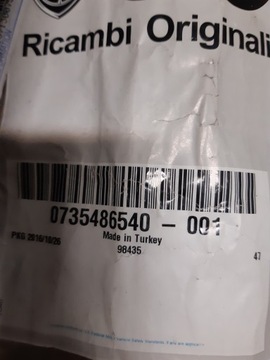 Ricambi Originali
0735486540 - 001
Made in Turkey
PKG 2016/10/26
98435
47